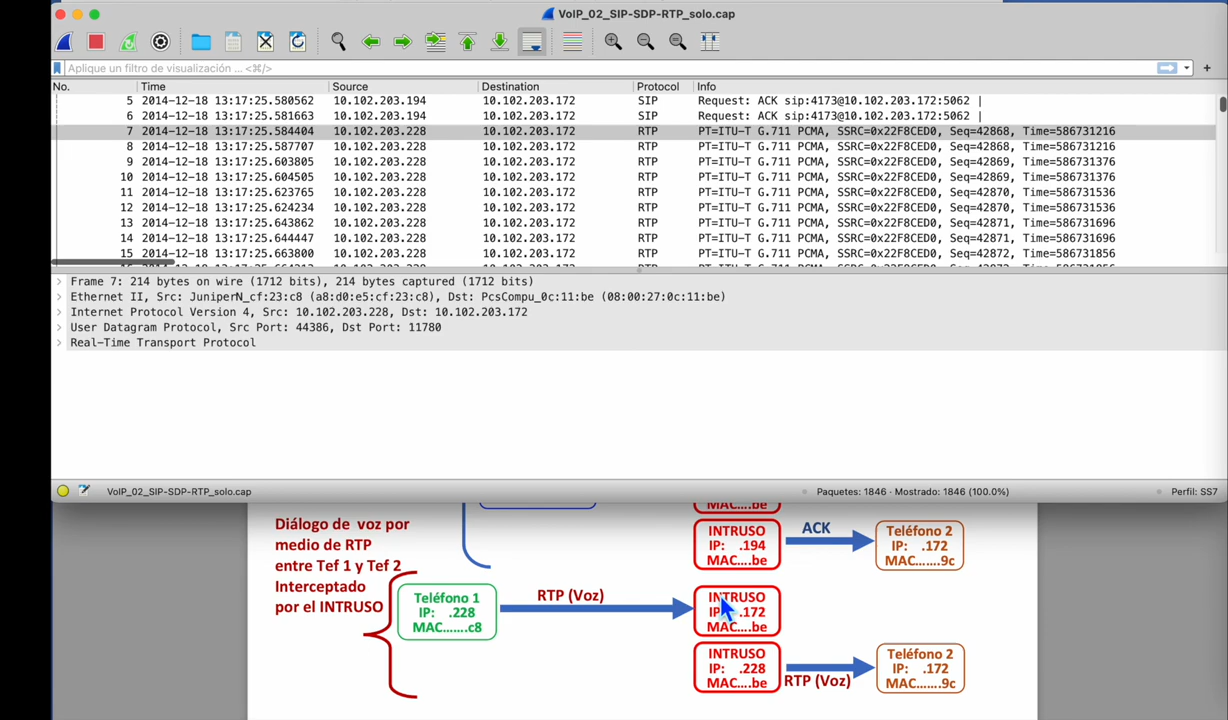 VoIP_02_SIP-SDP-RTP_solo.cap
Aplique un filtro de visualización ... <⌘/>
No. Time Source Destination Protocol Info
5 2014-12-18 13:17:25.580562 10.102.203.194 10.102.203.172 SIP Request: ACK sip:4173@10.102.203.172:5062 |
6 2014-12-18 13:17:25.581663 10.102.203.194 10.102.203.172 SIP Request: ACK sip:4173@10.102.203.172:5062 |
7 2014-12-18 13:17:25.584404 10.102.203.228 10.102.203.172 RTP PT=ITU-T G.711 PCMA, SSRC=0x22F8CED0, Seq=42868, Time=586731216
8 2014-12-18 13:17:25.587707 10.102.203.228 10.102.203.172 RTP PT=ITU-T G.711 PCMA, SSRC=0x22F8CED0, Seq=42868, Time=586731216
9 2014-12-18 13:17:25.603805 10.102.203.228 10.102.203.172 RTP PT=ITU-T G.711 PCMA, SSRC=0x22F8CED0, Seq=42869, Time=586731376
10 2014-12-18 13:17:25.604505 10.102.203.228 10.102.203.172 RTP PT=ITU-T G.711 PCMA, SSRC=0x22F8CED0, Seq=42869, Time=586731376
11 2014-12-18 13:17:25.623765 10.102.203.228 10.102.203.172 RTP PT=ITU-T G.711 PCMA, SSRC=0x22F8CED0, Seq=42870, Time=586731536
12 2014-12-18 13:17:25.624234 10.102.203.228 10.102.203.172 RTP PT=ITU-T G.711 PCMA, SSRC=0x22F8CED0, Seq=42870, Time=586731536
13 2014-12-18 13:17:25.643862 10.102.203.228 10.102.203.172 RTP PT=ITU-T G.711 PCMA, SSRC=0x22F8CED0, Seq=42871, Time=586731696
14 2014-12-18 13:17:25.644447 10.102.203.228 10.102.203.172 RTP PT=ITU-T G.711 PCMA, SSRC=0x22F8CED0, Seq=42871, Time=586731696
15 2014-12-18 13:17:25.663800 10.102.203.228 10.102.203.172 RTP PT=ITU-T G.711 PCMA, SSRC=0x22F8CED0, Seq=42872, Time=586731856
Frame 7: 214 bytes on wire (1712 bits), 214 bytes captured (1712 bits)
Ethernet II, Src: JuniperN_cf:23:c8 (a8:d0:e5:cf:23:c8), Dst: PcsCompu_0c:11:be (08:00:27:0c:11:be)
Internet Protocol Version 4, Src: 10.102.203.228, Dst: 10.102.203.172
User Datagram Protocol, Src Port: 44386, Dst Port: 11780
Real-Time Transport Protocol
VoIP_02_SIP-SDP-RTP_solo.cap Paquetes: 1846 · Mostrado: 1846 (100.0%) Perfil: SS7
MAC....be
Diálogo de voz por
medio de RTP
entre Tef 1 y Tef 2
Interceptado
por el INTRUSO
INTRUSO
IP: .194
MAC....be
ACK
Teléfono 2
IP: .172
MAC.......9c
Teléfono 1
IP: .228
MAC.......c8
RTP (Voz)
INTRUSO
IP: .172
MAC....be
INTRUSO
IP: .228
MAC....be
RTP (Voz)
Teléfono 2
IP: .172
MAC.......9c